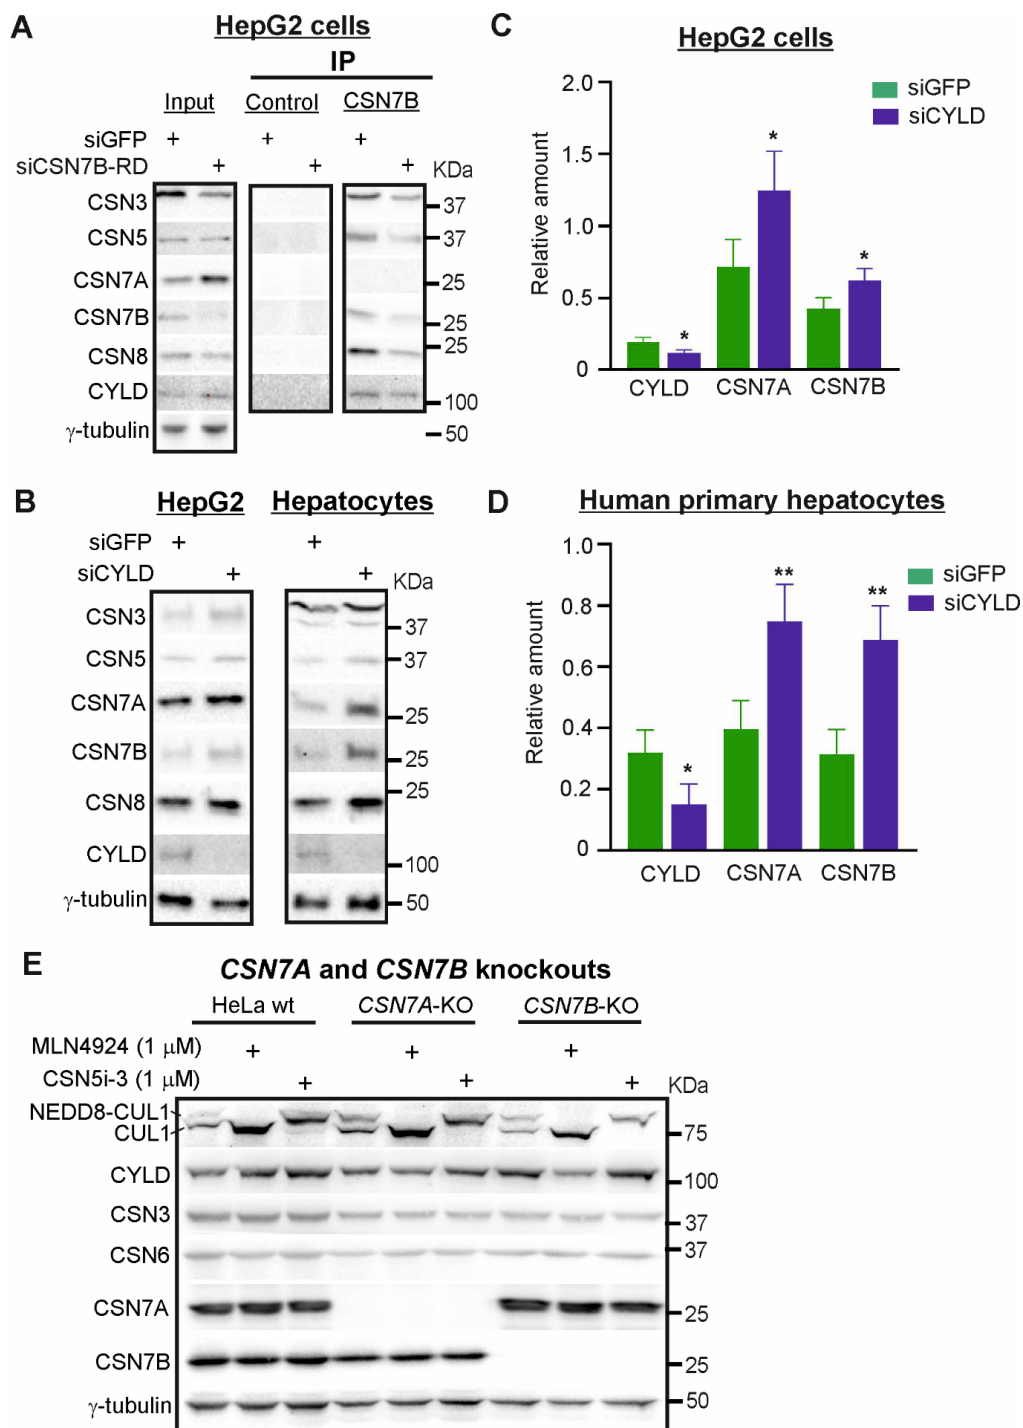 A
HepG2 cells
IP
Input Control CSN7B
siGFP + + +
siCSN7B-RD + + + KDa
CSN3 37
CSN5 37
CSN7A 25
CSN7B 25
CSN8 25
CYLD 100
γ-tubulin 50
C
HepG2 cells
siGFP
siCYLD
Relative amount
2.0
1.5
1.0
0.5
0
* * *
CYLD CSN7A CSN7B
B
HepG2 Hepatocytes
siGFP + +
siCYLD + + KDa
CSN3 37
CSN5 37
CSN7A 25
CSN7B 25
CSN8 25
CYLD 100
γ-tubulin 50
D
Human primary hepatocytes
siGFP
siCYLD
Relative amount
1.0
0.8
0.6
0.4
0.2
0
* ** **
CYLD CSN7A CSN7B
E
CSN7A and CSN7B knockouts
HeLa wt CSN7A-KO CSN7B-KO
MLN4924 (1 μM) + + +
CSN5i-3 (1 μM) + + + KDa
NEDD8-CUL1
CUL1 75
CYLD 100
CSN3 37
CSN6 37
CSN7A 25
CSN7B 25
γ-tubulin 50